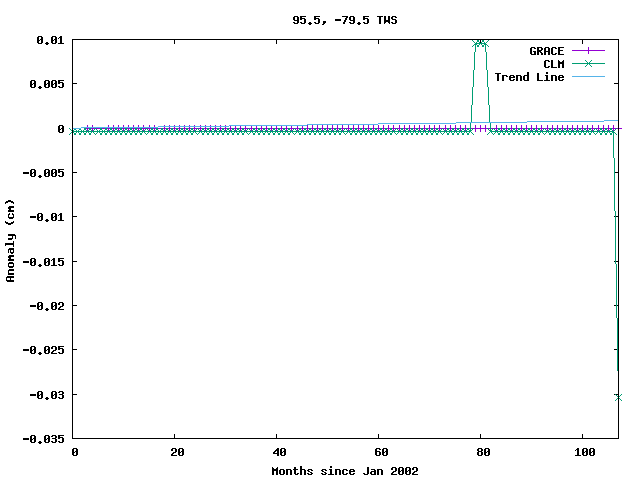 95.5, -79.5 TWS
GRACE
CLM
Trend Line
0.01
0.005
0
-0.005
-0.01
-0.015
-0.02
-0.025
-0.03
-0.035
Anomaly (cm)
0 20 40 60 80 100
Months since Jan 2002